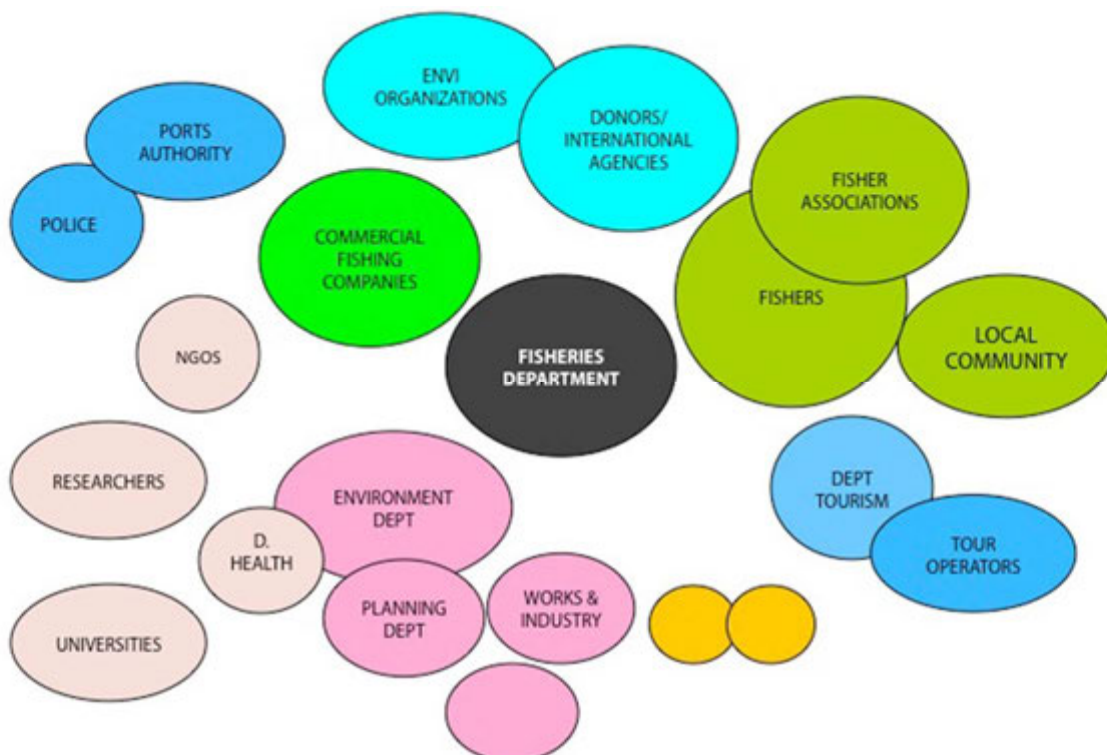 ENVI
ORGANIZATIONS
DONORS/
INTERNATIONAL
AGENCIES
PORTS
AUTHORITY
POLICE
FISHER
ASSOCIATIONS
COMMERCIAL
FISHING
COMPANIES
FISHERS
LOCAL
COMMUNITY
NGOS
FISHERIES
DEPARTMENT
RESEARCHERS
ENVIRONMENT
DEPT
DEPT
TOURISM
D.
HEALTH
TOUR
OPERATORS
PLANNING
DEPT
WORKS &
INDUSTRY
UNIVERSITIES